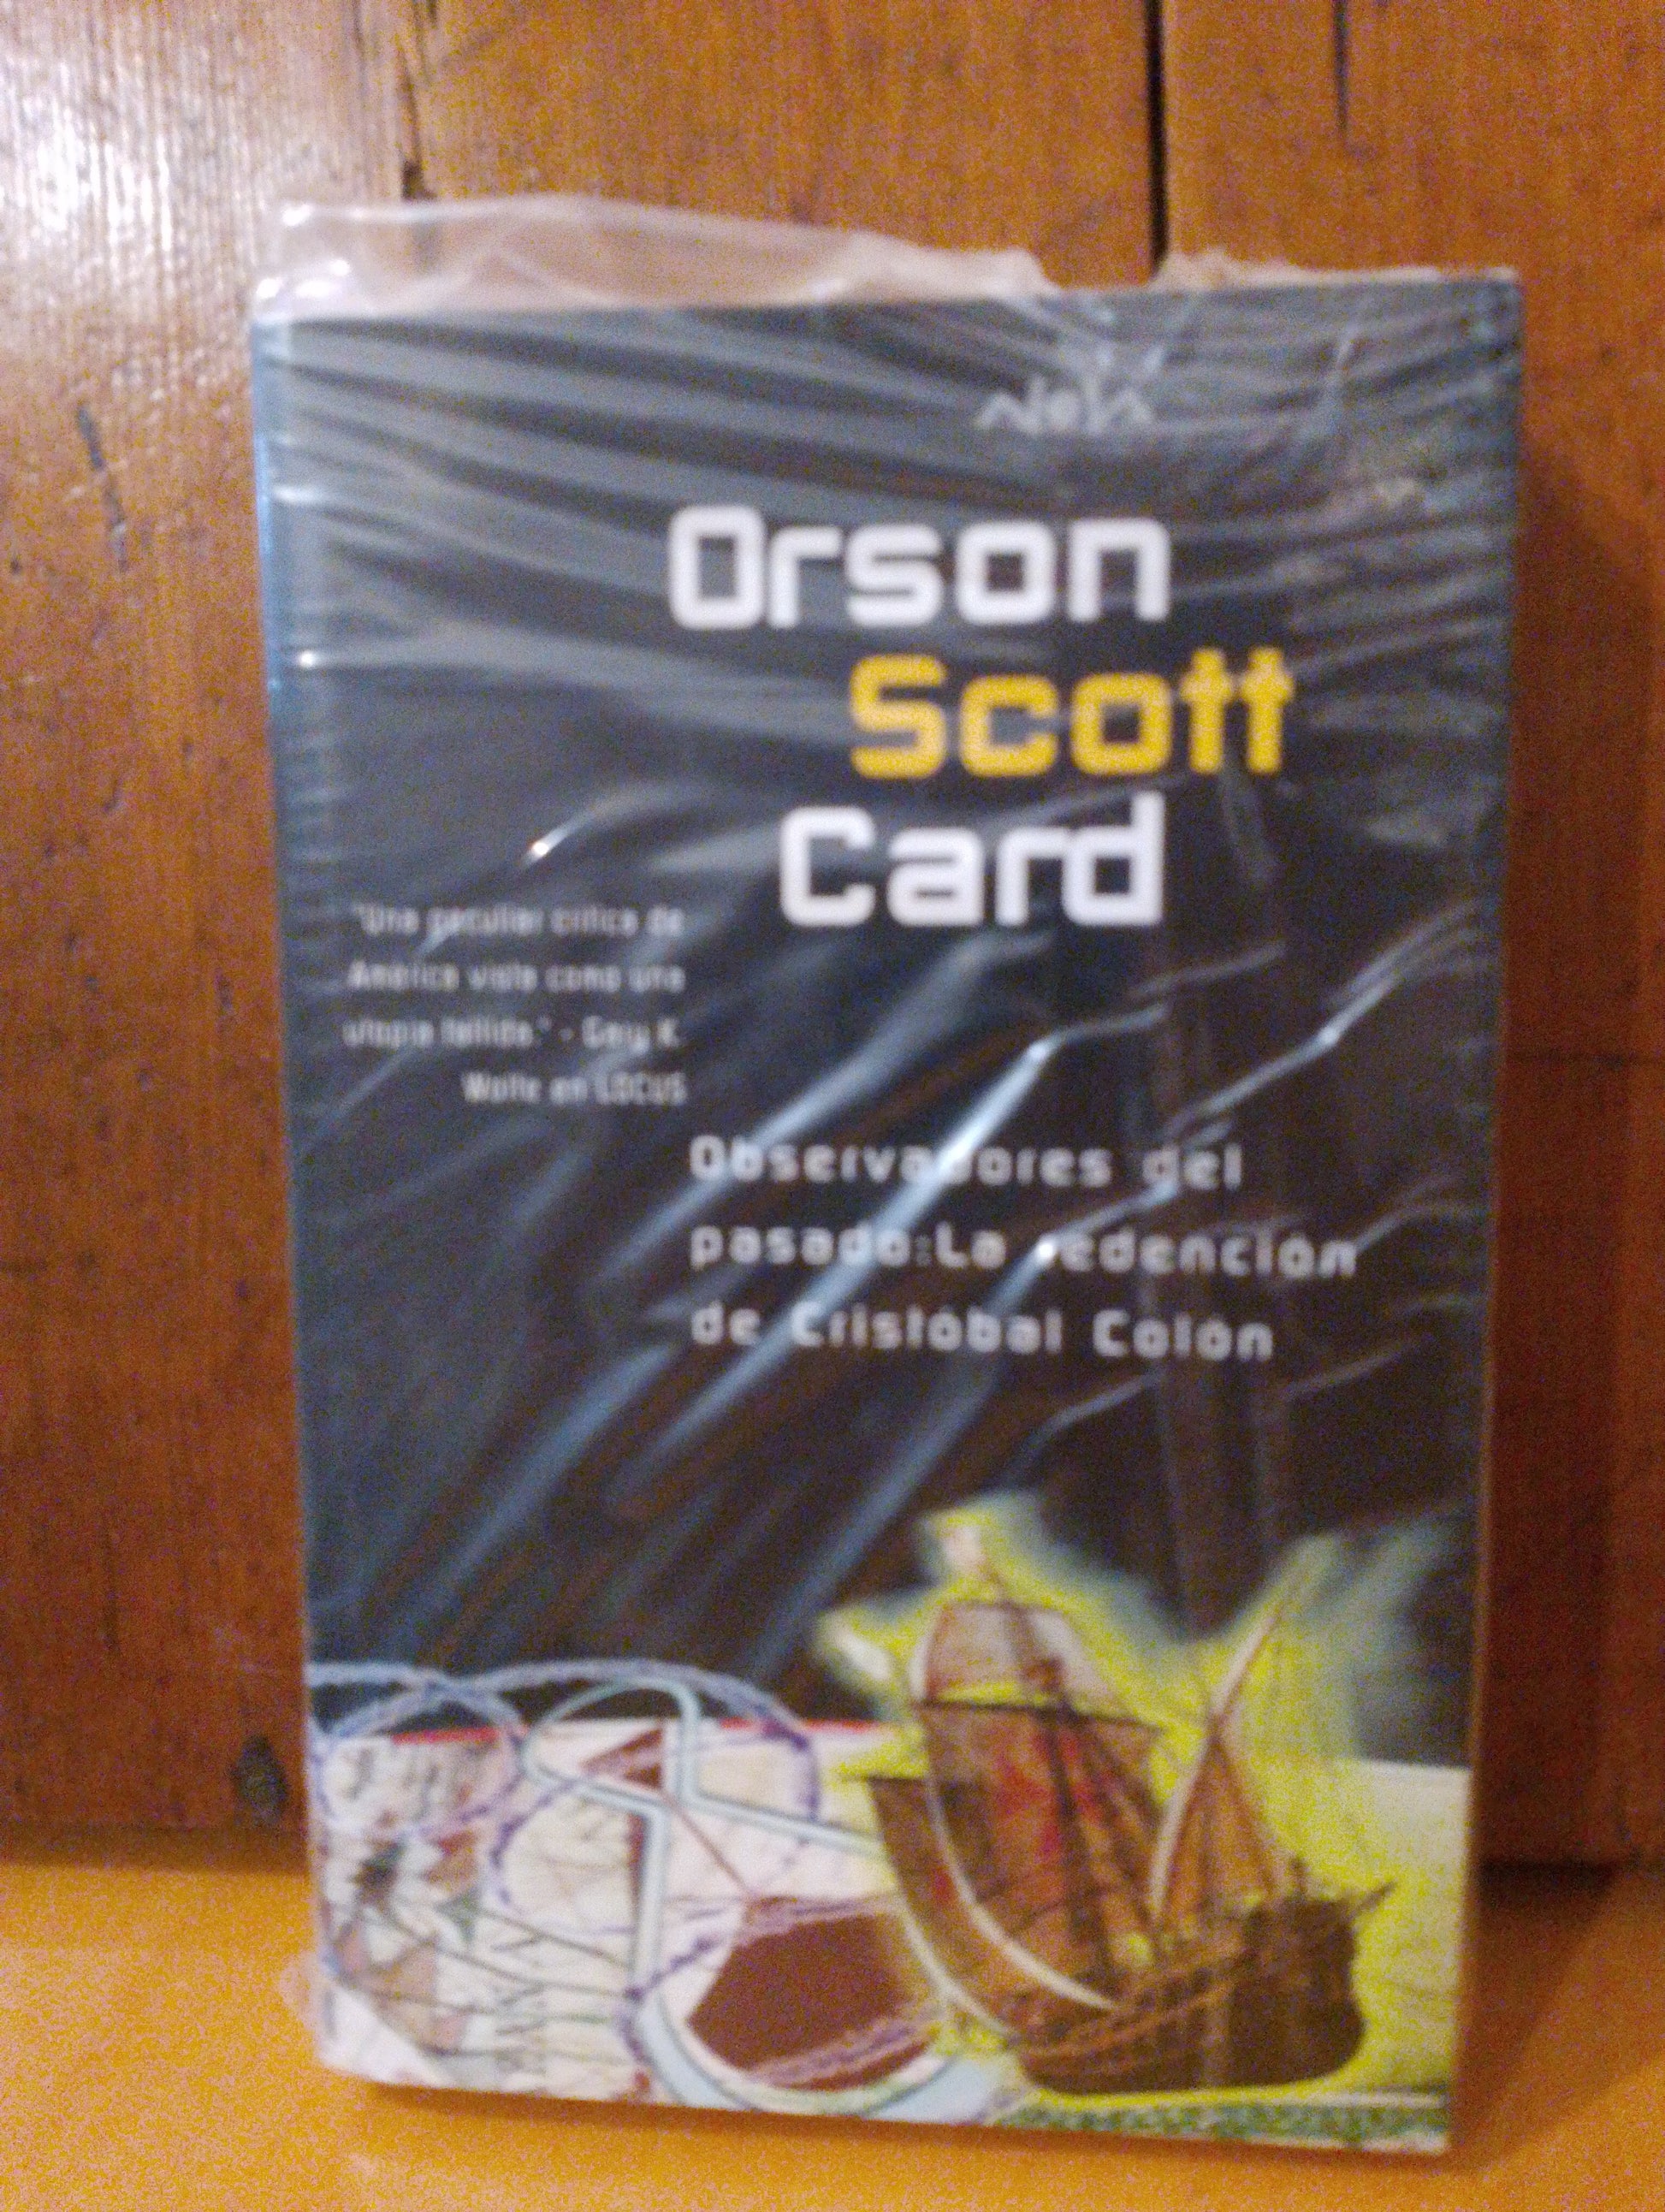 NOVA
Orson
Scott
Card
"Una peculiar crítica de
América vista como una
utopía fallida." - Gary K.
Wolfe en LOCUS
Observadores del
pasado:La redención
de Cristóbal Colón